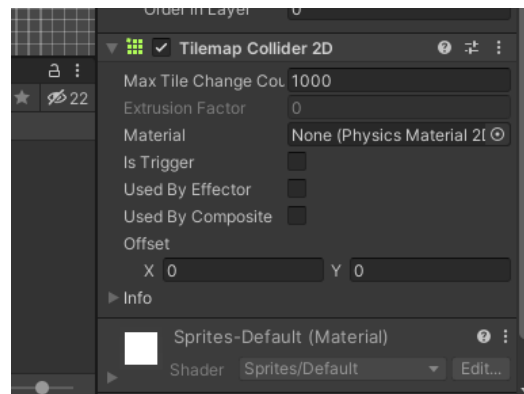 Order in Layer 0
Tilemap Collider 2D
Max Tile Change Cou 1000
22
Extrusion Factor 0
Material None (Physics Material 2D
Is Trigger
Used By Effector
Used By Composite
Offset
X 0 Y 0
Info
Sprites-Default (Material)
Shader Sprites/Default Edit...